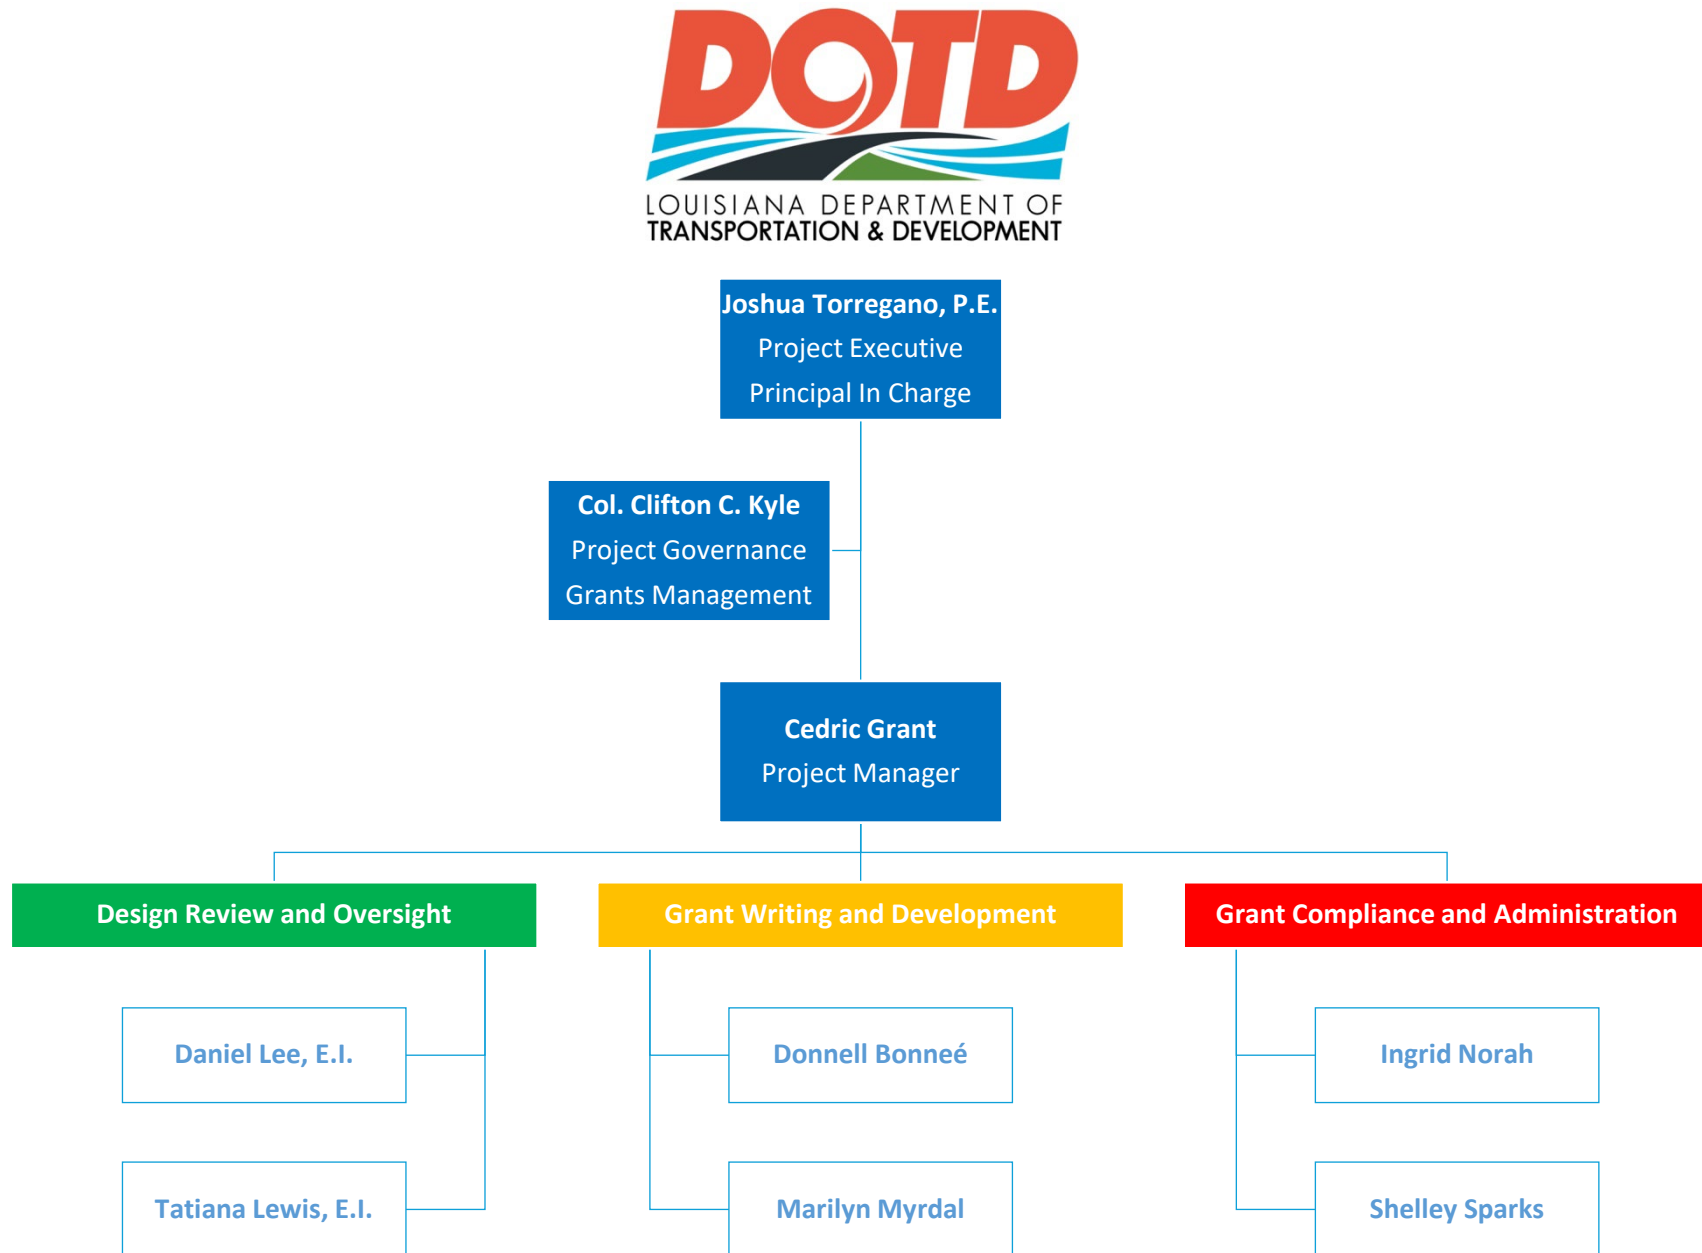 DOTD
LOUISIANA DEPARTMENT OF
TRANSPORTATION & DEVELOPMENT
Joshua Torregano, P.E.
Project Executive
Principal In Charge
Col. Clifton C. Kyle
Project Governance
Grants Management
Cedric Grant
Project Manager
Design Review and Oversight
Grant Writing and Development
Grant Compliance and Administration
Daniel Lee, E.I.
Donnell Bonneé
Ingrid Norah
Tatiana Lewis, E.I.
Marilyn Myrdal
Shelley Sparks